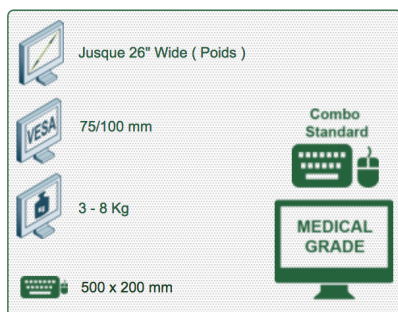 Jusque 26" Wide ( Poids )
VESA
75/100 mm
3 - 8 Kg
500 x 200 mm
Combo
Standard
MEDICAL
GRADE